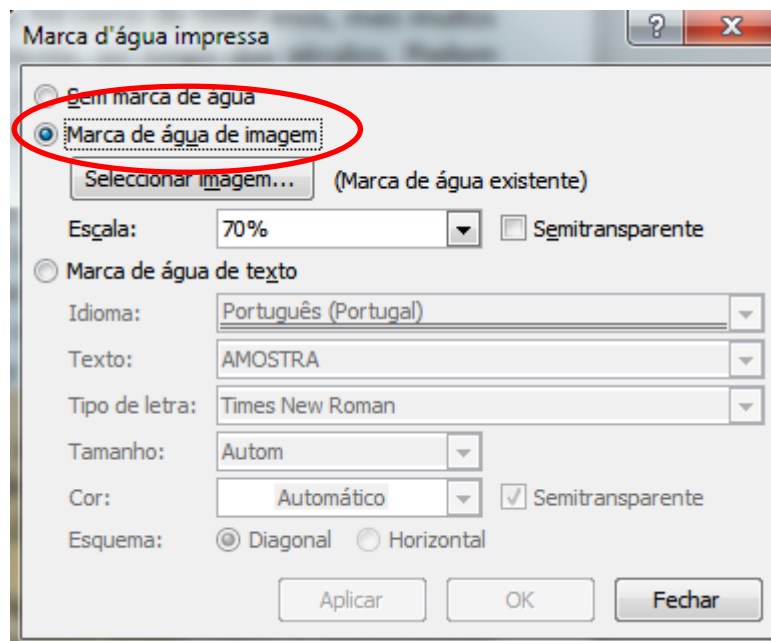 Marca d'água impressa
Sem marca de água
Marca de água de imagem
Seleccionar imagem... (Marca de água existente)
Escala: 70% Semitransparente
Marca de água de texto
Idioma: Português (Portugal)
Texto: AMOSTRA
Tipo de letra: Times New Roman
Tamanho: Autom
Cor: Automático Semitransparente
Esquema: Diagonal Horizontal
Aplicar OK Fechar